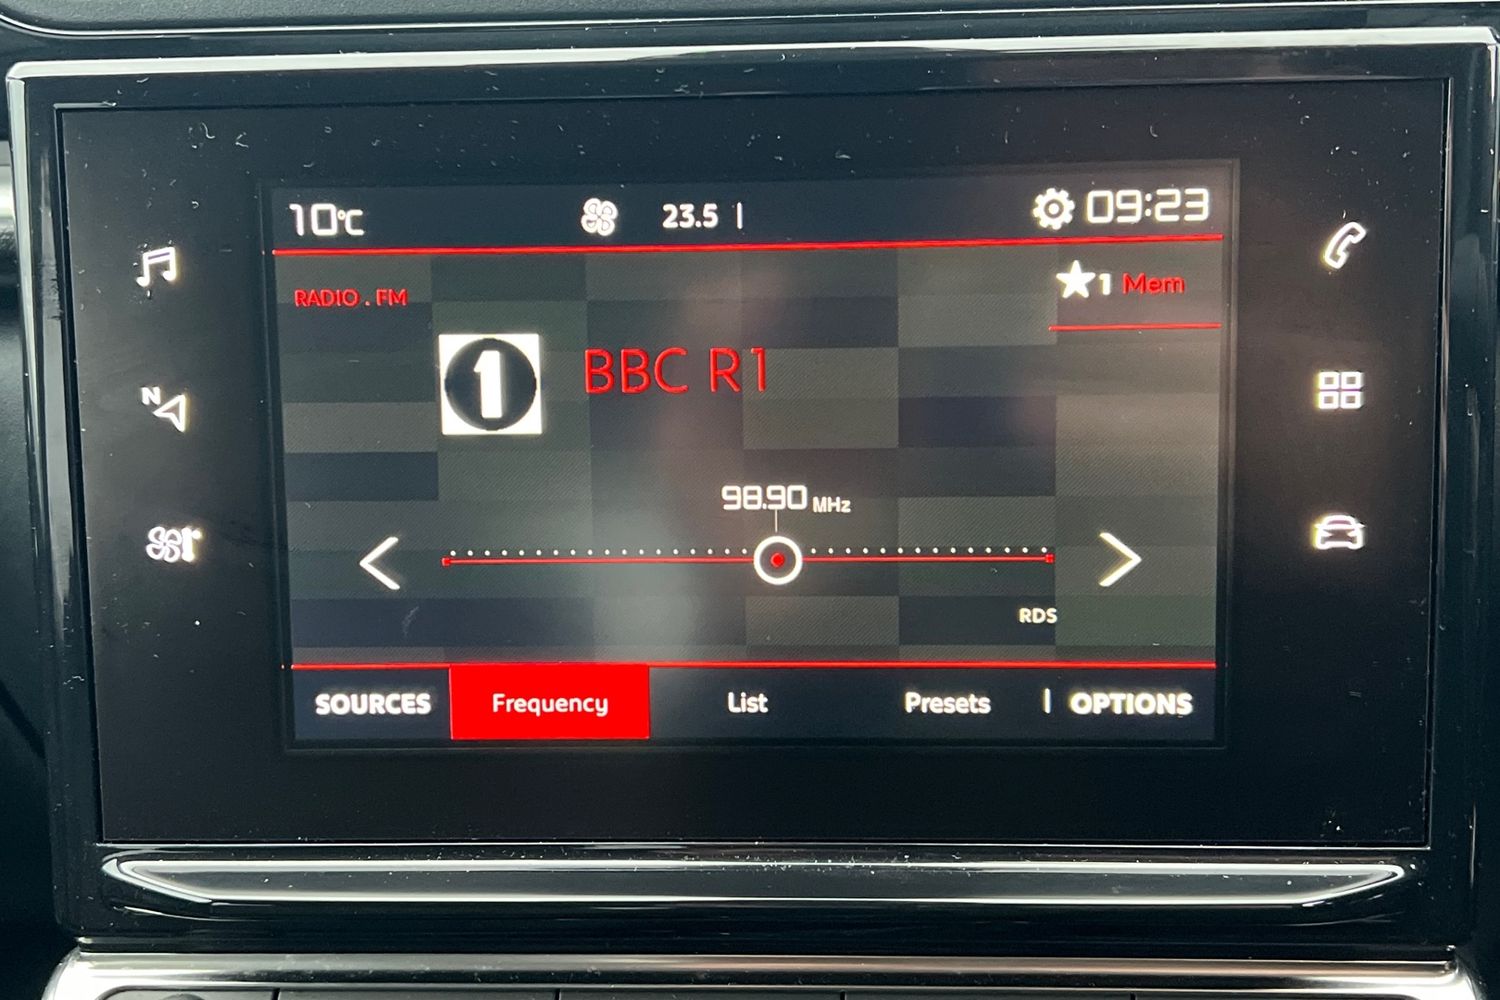 10°C 23.5 09:23
RADIO . FM
1 Mem
1 BBC R1
98.90 MHz
RDS
SOURCES Frequency List Presets OPTIONS
N